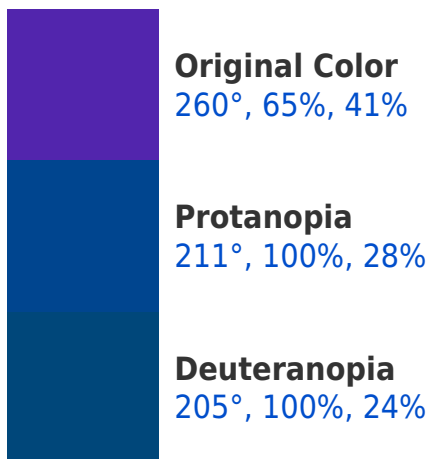 Original Color
260°, 65%, 41%
Protanopia
211°, 100%, 28%
Deuteranopia
205°, 100%, 24%